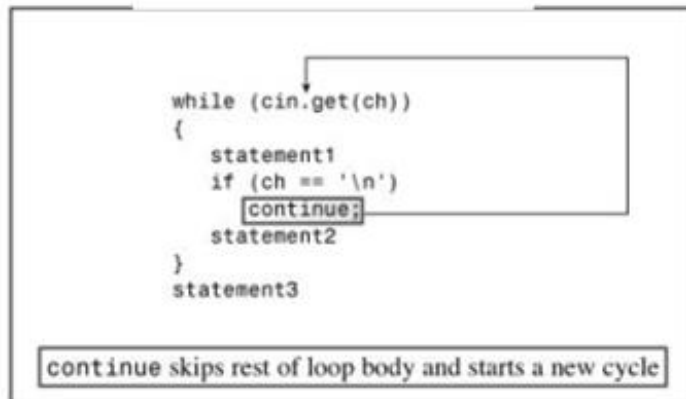 while (cin.get(ch))
{
statement1
if (ch == '\n')
continue;
statement2
}
statement3
continue skips rest of loop body and starts a new cycle